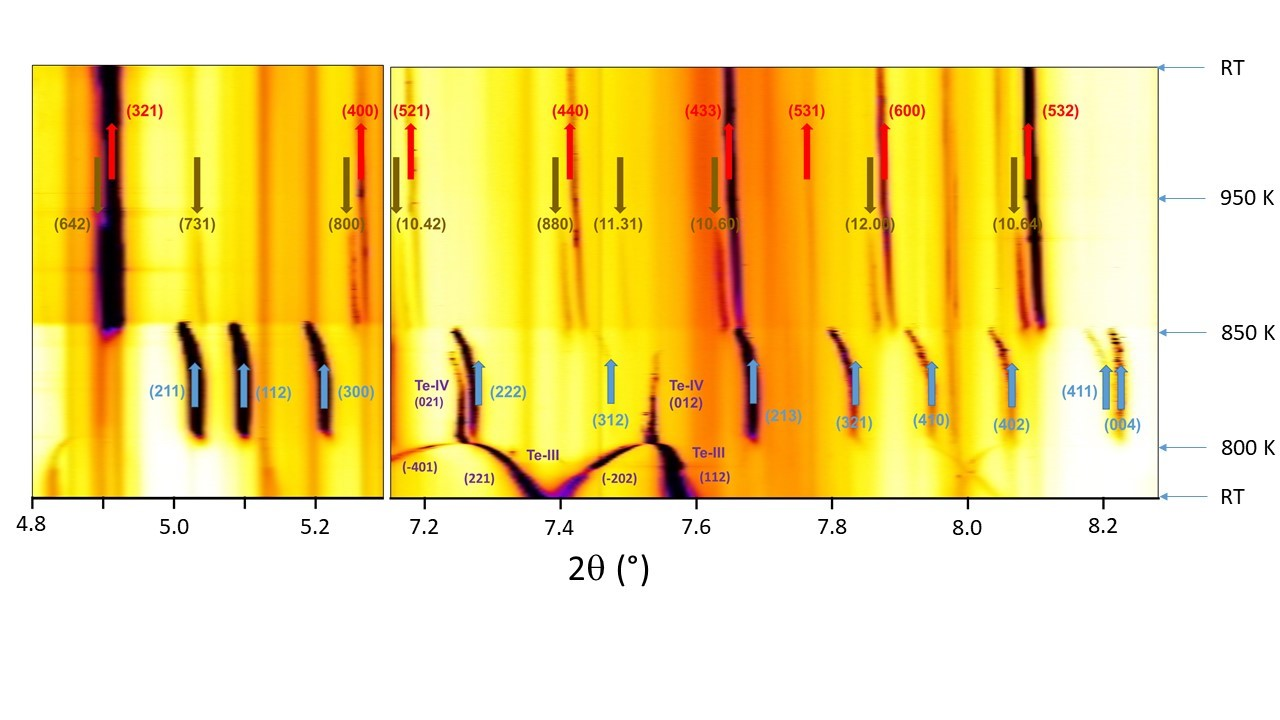 RT
(321) (400) (521) (440) (433) (531) (600) (532)
950 K
(642) (731) (800) (10.42) (880) (11.31) (10.60) (12.00) (10.64)
850 K
Te-IV
(021)
Te-IV
(012)
(211) (112) (300) (222) (312) (213) (321) (410) (402) (411) (004)
800 K
Te-III
Te-III
(-401) (221) (-202) (112)
RT
4.8 5.0 5.2 7.2 7.4 7.6 7.8 8.0 8.2
2θ (°)